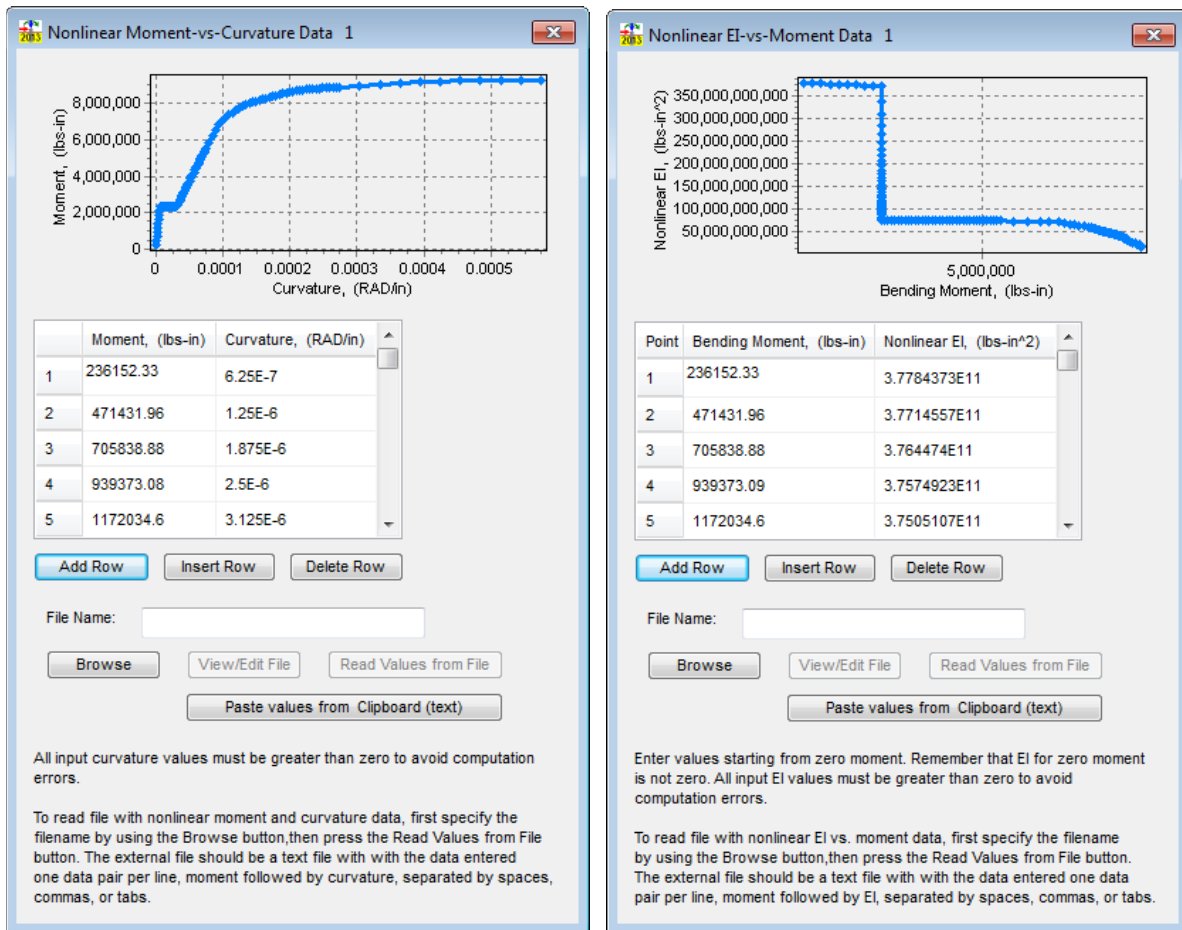 2013 Nonlinear Moment-vs-Curvature Data 1
Moment, (lbs-in)
8,000,000
6,000,000
4,000,000
2,000,000
0
0 0.0001 0.0002 0.0003 0.0004 0.0005
Curvature, (RAD/in)
Moment, (lbs-in) Curvature, (RAD/in)
1 236152.33 6.25E-7
2 471431.96 1.25E-6
3 705838.88 1.875E-6
4 939373.08 2.5E-6
5 1172034.6 3.125E-6
Add Row Insert Row Delete Row
File Name:
Browse View/Edit File Read Values from File
Paste values from Clipboard (text)
All input curvature values must be greater than zero to avoid computation
errors.
To read file with nonlinear moment and curvature data, first specify the
filename by using the Browse button,then press the Read Values from File
button. The external file should be a text file with with the data entered
one data pair per line, moment followed by curvature, separated by spaces,
commas, or tabs.
2013 Nonlinear EI-vs-Moment Data 1
Nonlinear EI, (lbs-in^2)
350,000,000,000
300,000,000,000
250,000,000,000
200,000,000,000
150,000,000,000
100,000,000,000
50,000,000,000
5,000,000
Bending Moment, (lbs-in)
Point Bending Moment, (lbs-in) Nonlinear EI, (lbs-in^2)
1 236152.33 3.7784373E11
2 471431.96 3.7714557E11
3 705838.88 3.764474E11
4 939373.09 3.7574923E11
5 1172034.6 3.7505107E11
Add Row Insert Row Delete Row
File Name:
Browse View/Edit File Read Values from File
Paste values from Clipboard (text)
Enter values starting from zero moment. Remember that EI for zero moment
is not zero. All input EI values must be greater than zero to avoid
computation errors.
To read file with nonlinear EI vs. moment data, first specify the filename
by using the Browse button,then press the Read Values from File button.
The external file should be a text file with with the data entered one data
pair per line, moment followed by EI, separated by spaces, commas, or tabs.